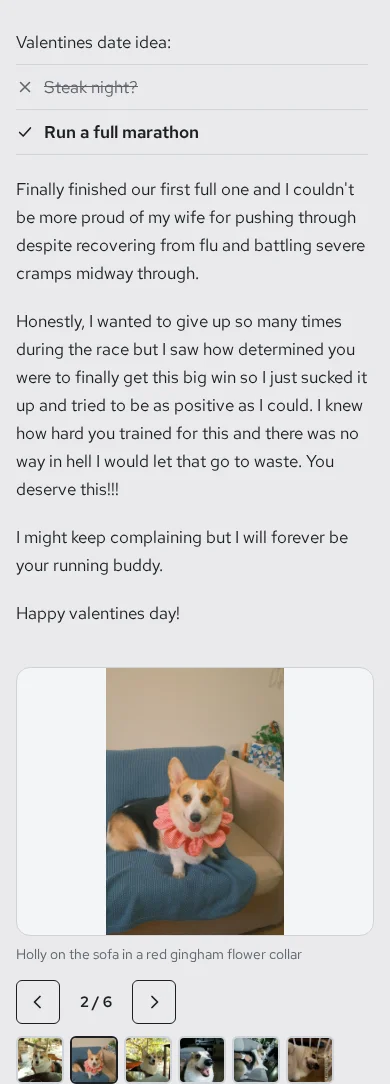 Valentines date idea:
Steak night?
Run a full marathon
Finally finished our first full one and I couldn't
be more proud of my wife for pushing through
despite recovering from flu and battling severe
cramps midway through.
Honestly, I wanted to give up so many times
during the race but I saw how determined you
were to finally get this big win so I just sucked it
up and tried to be as positive as I could. I knew
how hard you trained for this and there was no
way in hell I would let that go to waste. You
deserve this!!!
I might keep complaining but I will forever be
your running buddy.
Happy valentines day!
Holly on the sofa in a red gingham flower collar
2 / 6